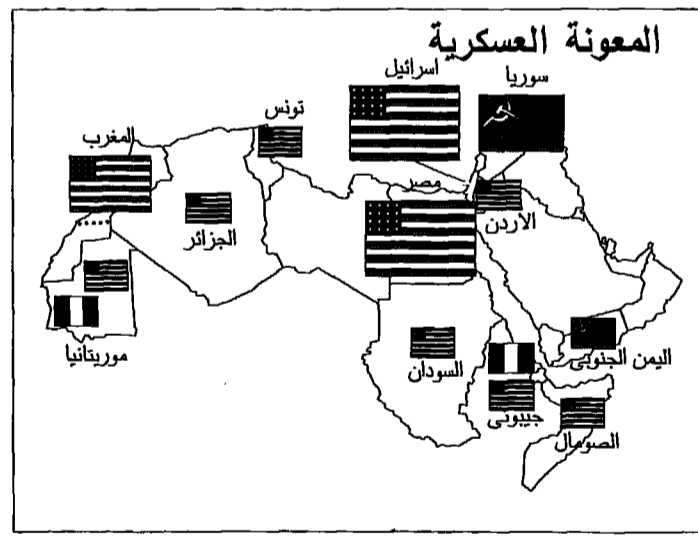 المعونة العسكرية
سوريا
اسرائيل
تونس
المغرب
مصر
الاردن
الجزائر
موريتانيا
السودان
اليمن الجنوبى
جيبوتى
الصومال